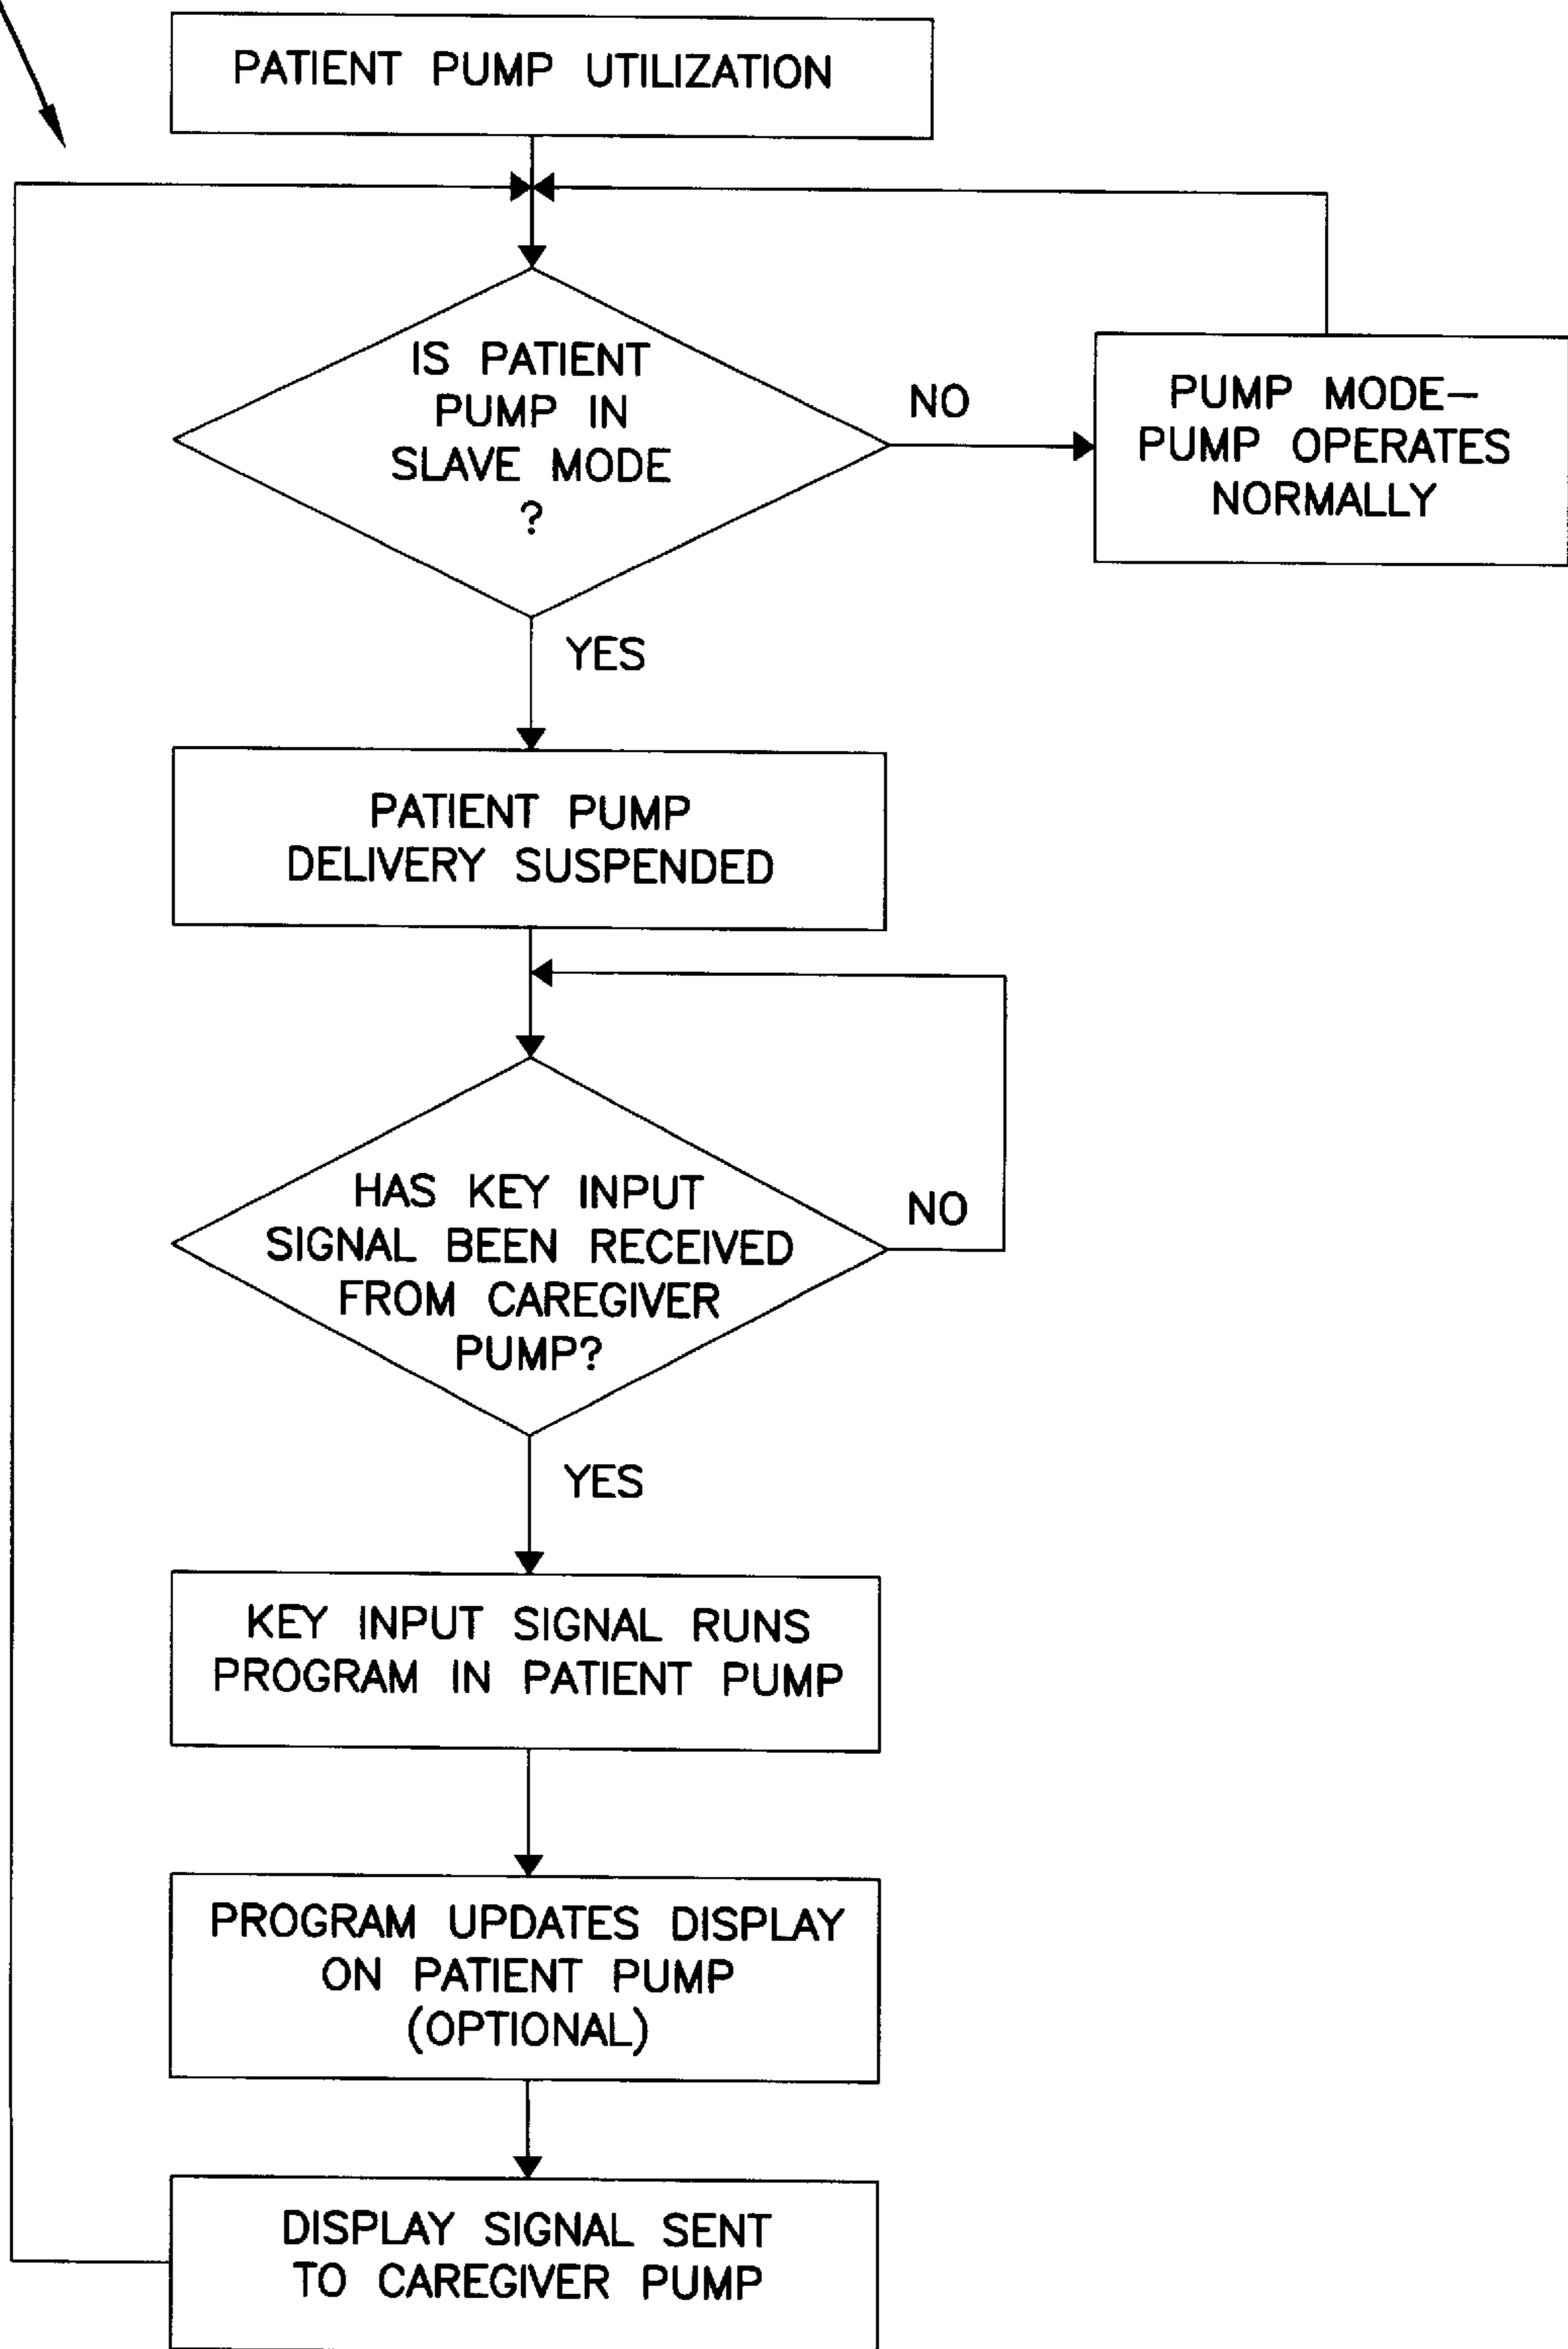 PATIENT PUMP UTILIZATION
IS PATIENT
PUMP IN
SLAVE MODE
?
NO
PUMP MODE—
PUMP OPERATES
NORMALLY
YES
PATIENT PUMP
DELIVERY SUSPENDED
HAS KEY INPUT
SIGNAL BEEN RECEIVED
FROM CAREGIVER
PUMP?
NO
YES
KEY INPUT SIGNAL RUNS
PROGRAM IN PATIENT PUMP
PROGRAM UPDATES DISPLAY
ON PATIENT PUMP
(OPTIONAL)
DISPLAY SIGNAL SENT
TO CAREGIVER PUMP